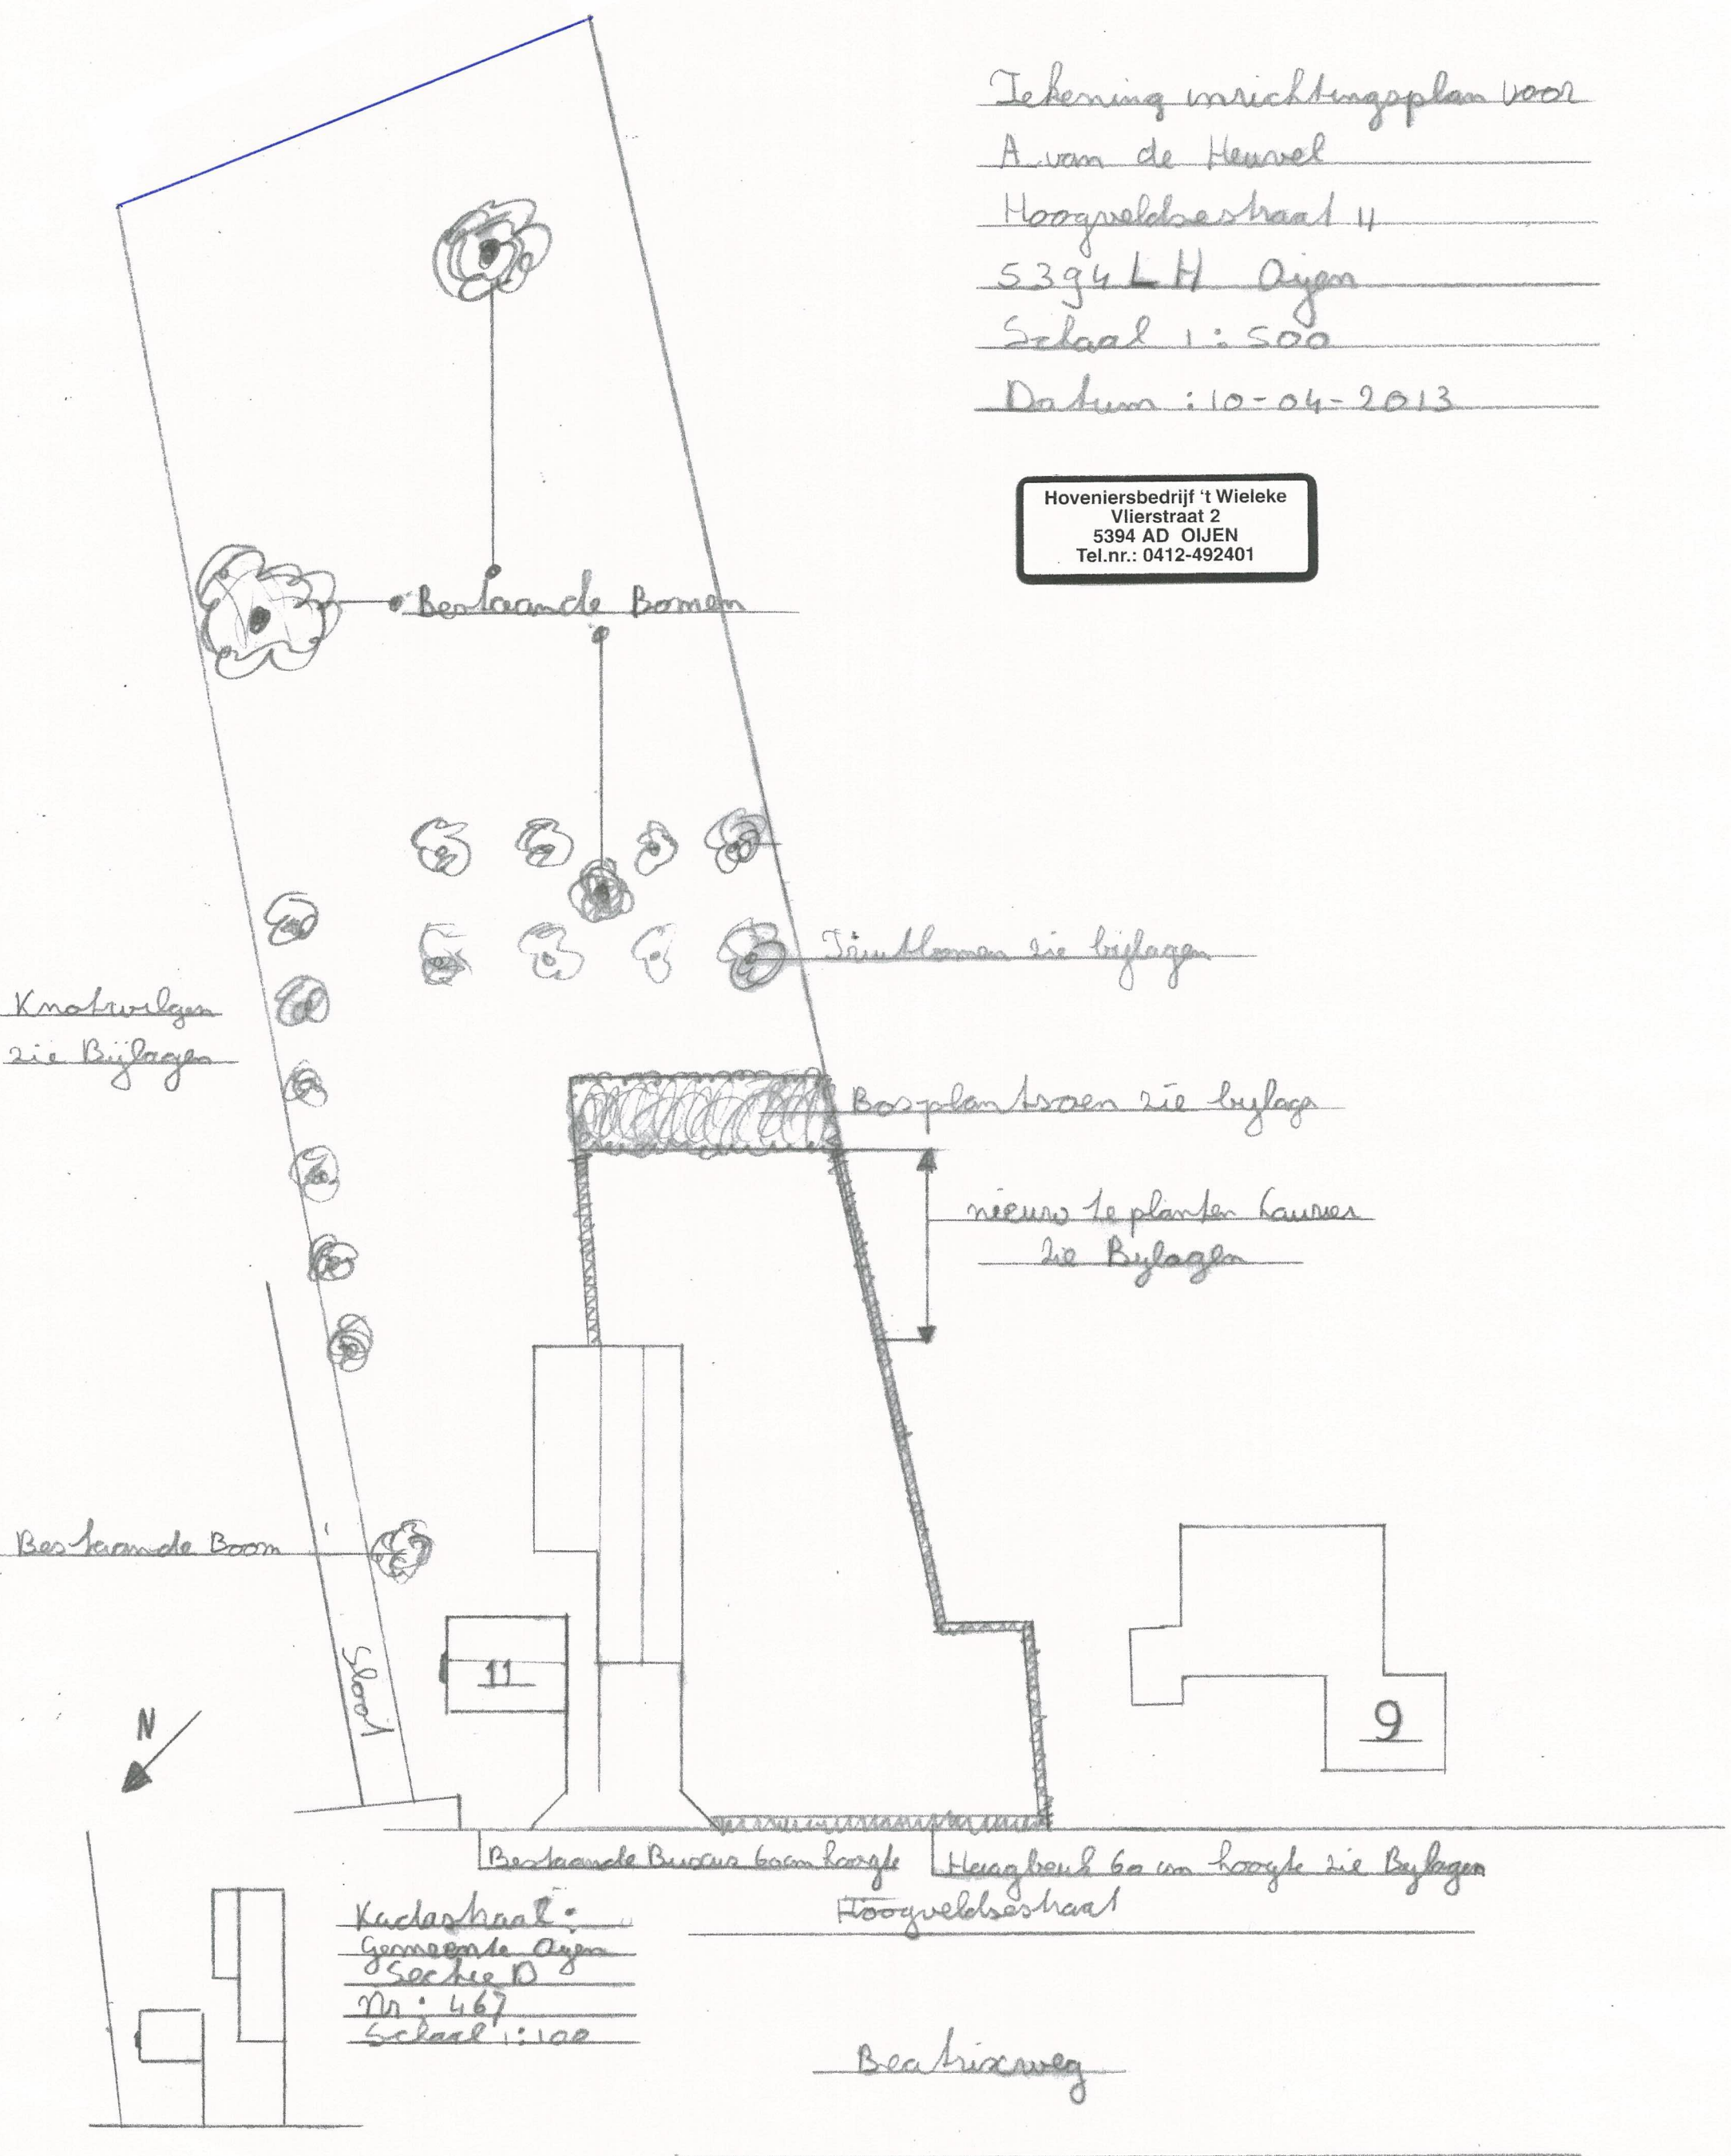 Tekening inrichtingsplan voor
A van de Heuvel
Hoogveldsestraat 11
5394 LH Oijen
Schaal 1:500
Datum : 10-04-2013
Hoveniersbedrijf 't Wieleke
Vlierstraat 2
5394 AD OIJEN
Tel.nr.: 0412-492401
Bestaande Bomen
Fruitbomen zie bijlagen
Knotwilgen
zie Bijlagen
Bosplantsoen zie bijlage
nieuw te planten Laurier
zie Bijlagen
Bestaande Boom
11
Sloot
9
N
Bestaande Buxus 60cm hoogte
Haagbeuk 60 cm hoogte zie Bijlagen
Hoogveldsestraat
Kadastraal:
Gemeente Oijen
Sectie D
Nr: 467
Schaal 1:100
Beatrixweg